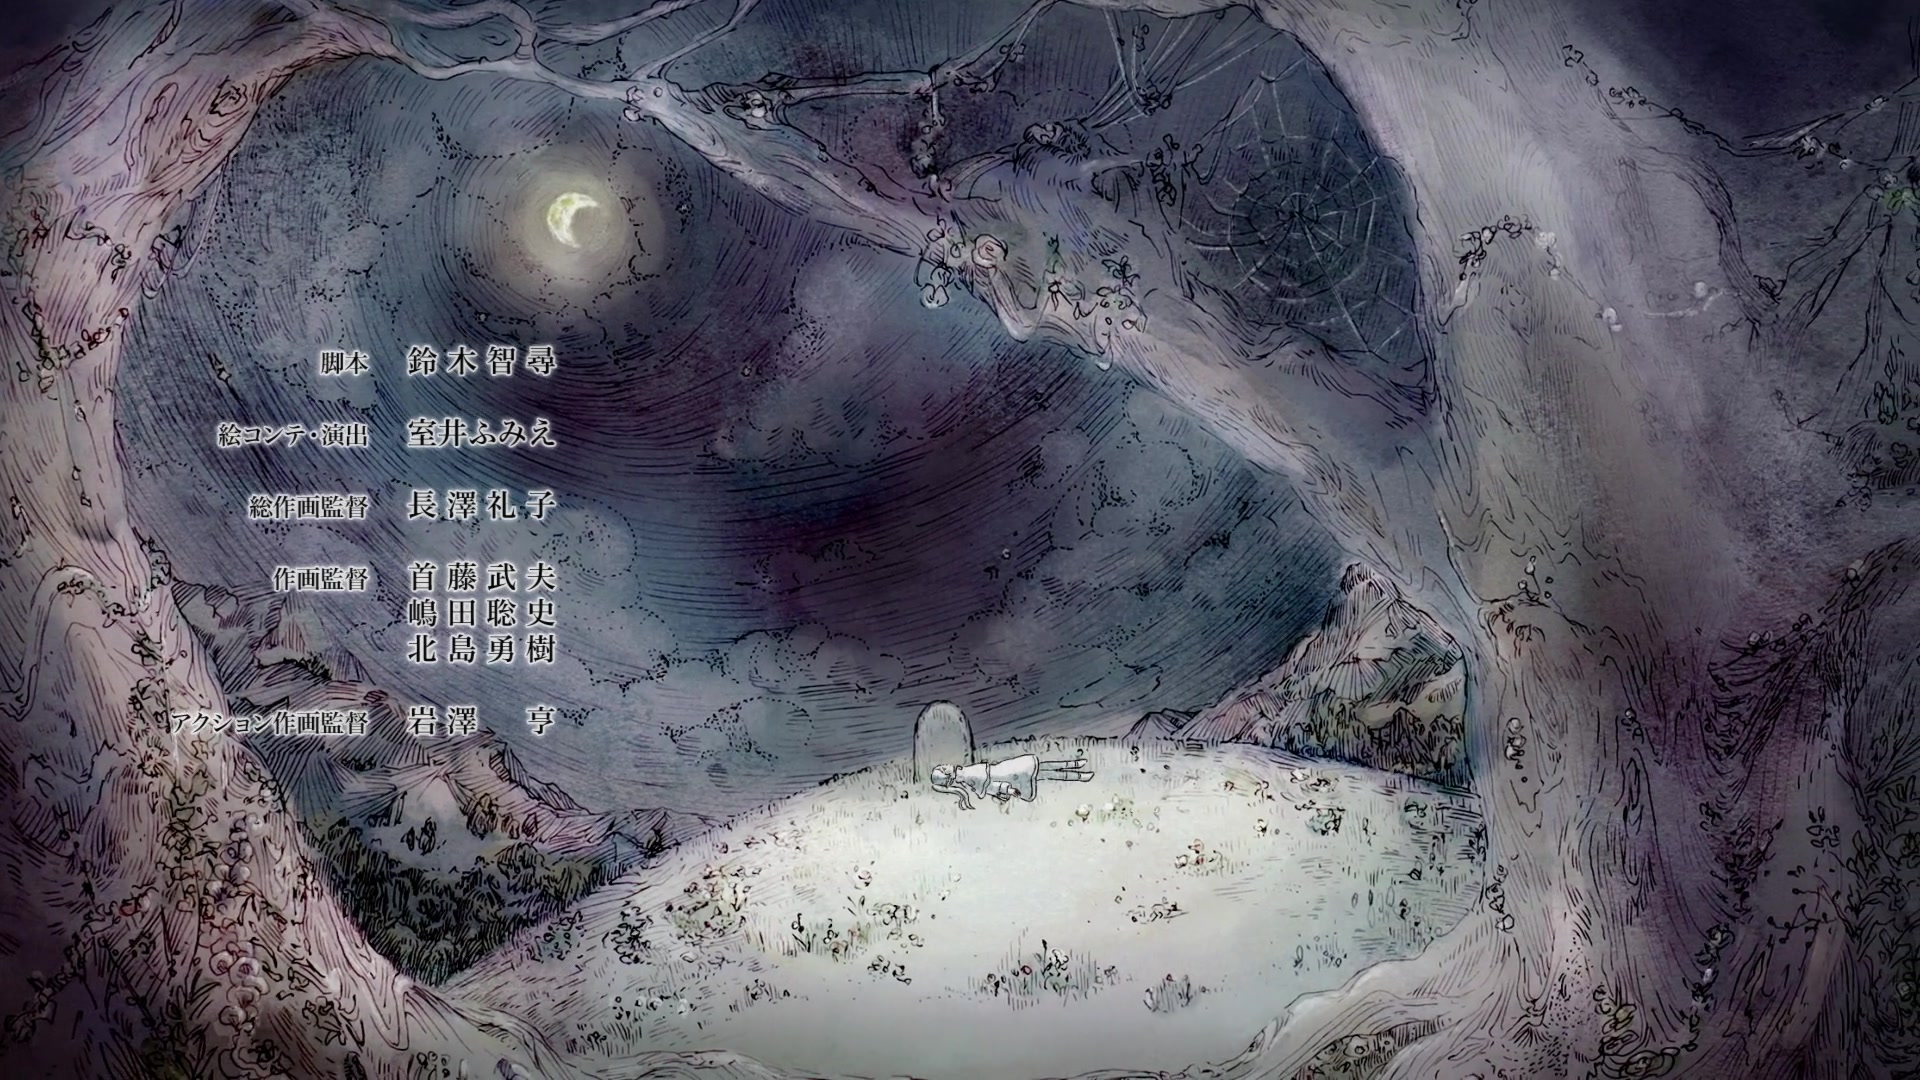 脚本 鈴木智尋
絵コンテ・演出 室井ふみえ
総作画監督 長澤礼子
作画監督 首藤武夫
嶋田聡史
北島勇樹
アクション作画監督 岩澤 亨